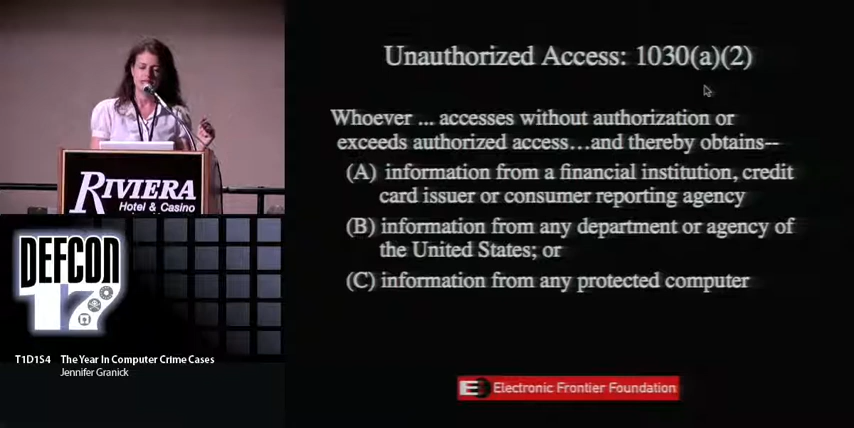 Unauthorized Access: 1030(a)(2)
Whoever ... accesses without authorization or
exceeds authorized access...and thereby obtains--
(A) information from a financial institution, credit
card issuer or consumer reporting agency
(B) information from any department or agency of
the United States; or
(C) information from any protected computer
Electronic Frontier Foundation
RIVIERA
Hotel & Casino
DEFCON
17
T1D1S4 The Year In Computer Crime Cases
Jennifer Granick